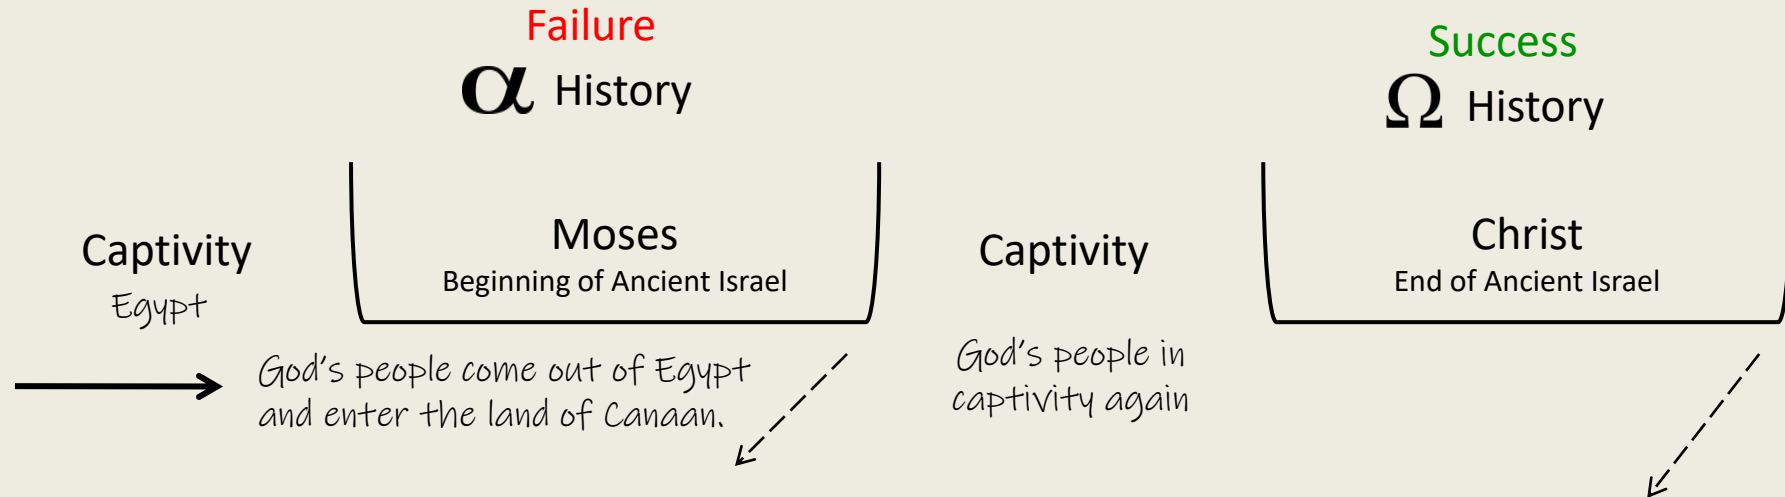 Failure
α History
Success
Ω History
Captivity
Egypt
Moses
Beginning of Ancient Israel
Captivity
Christ
End of Ancient Israel
God's people come out of Egypt
and enter the land of Canaan.
God's people in
captivity again